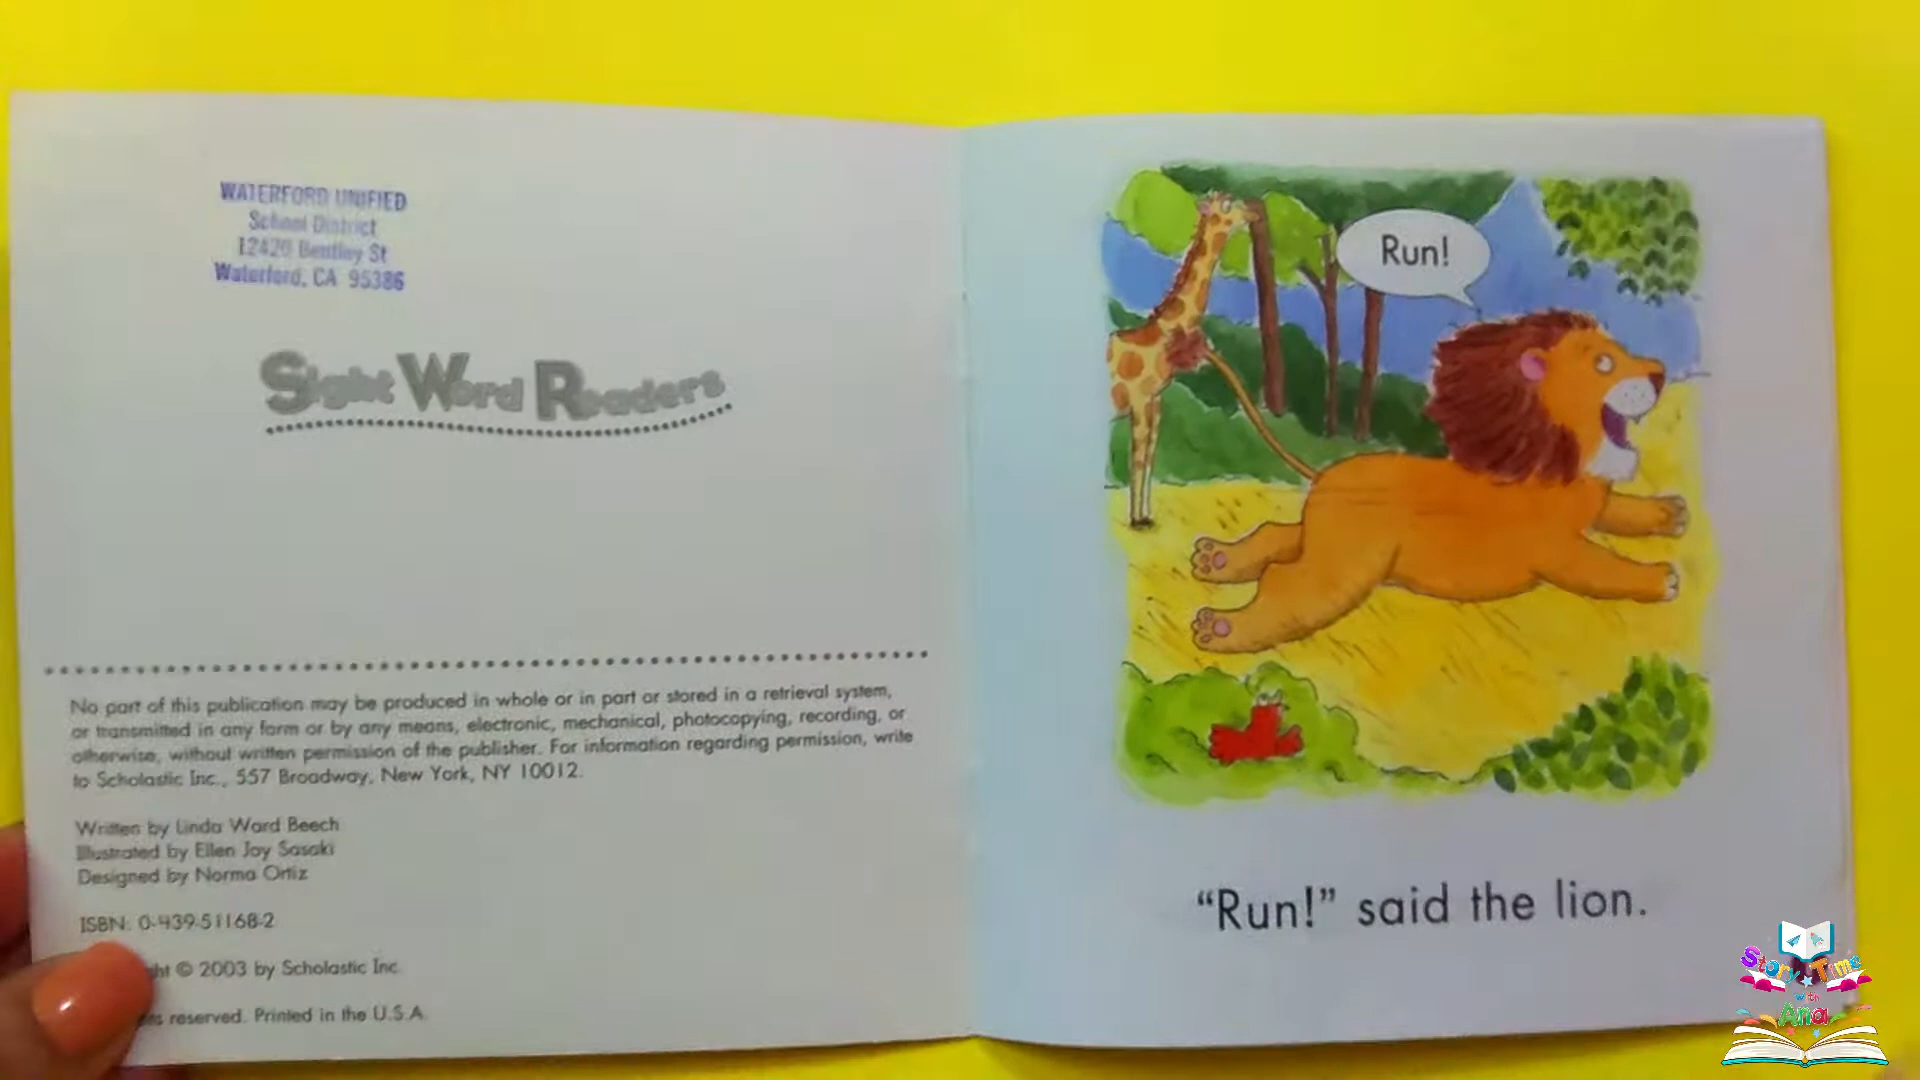 WATERFORD UNIFIED
School District
12420 Bentley St
Waterford, CA 95386
Sight Word Readers
No part of this publication may be produced in whole or in part or stored in a retrieval system,
or transmitted in any form or by any means, electronic, mechanical, photocopying, recording, or
otherwise, without written permission of the publisher. For information regarding permission, write
to Scholastic Inc., 557 Broadway, New York, NY 10012.
Written by Linda Ward Beech
Illustrated by Ellen Joy Sasaki
Designed by Norma Ortiz
ISBN: 0-439-51168-2
© 2003 by Scholastic Inc.
reserved. Printed in the U.S.A.
Run!
“Run!” said the lion.
Story Time
with
Ana